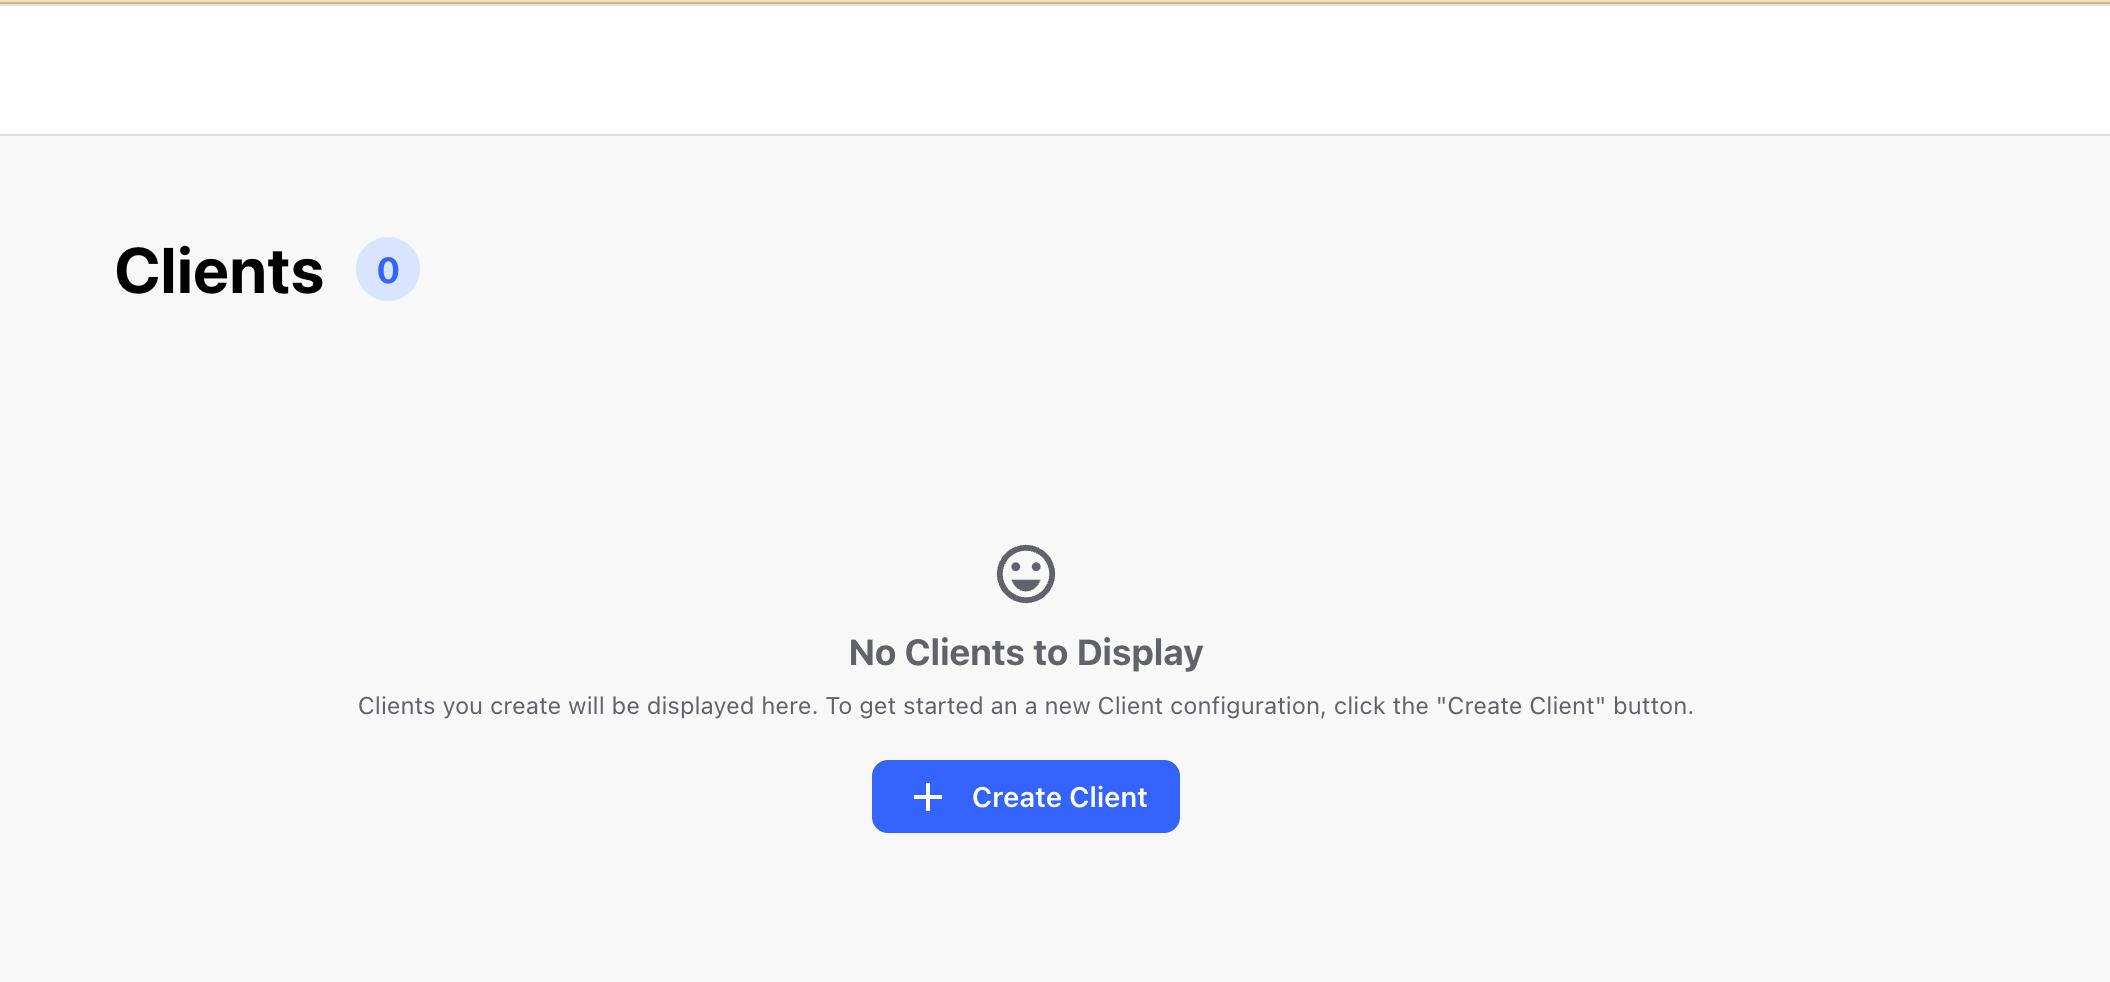 Clients 0
No Clients to Display
Clients you create will be displayed here. To get started an a new Client configuration, click the "Create Client" button.
Create Client